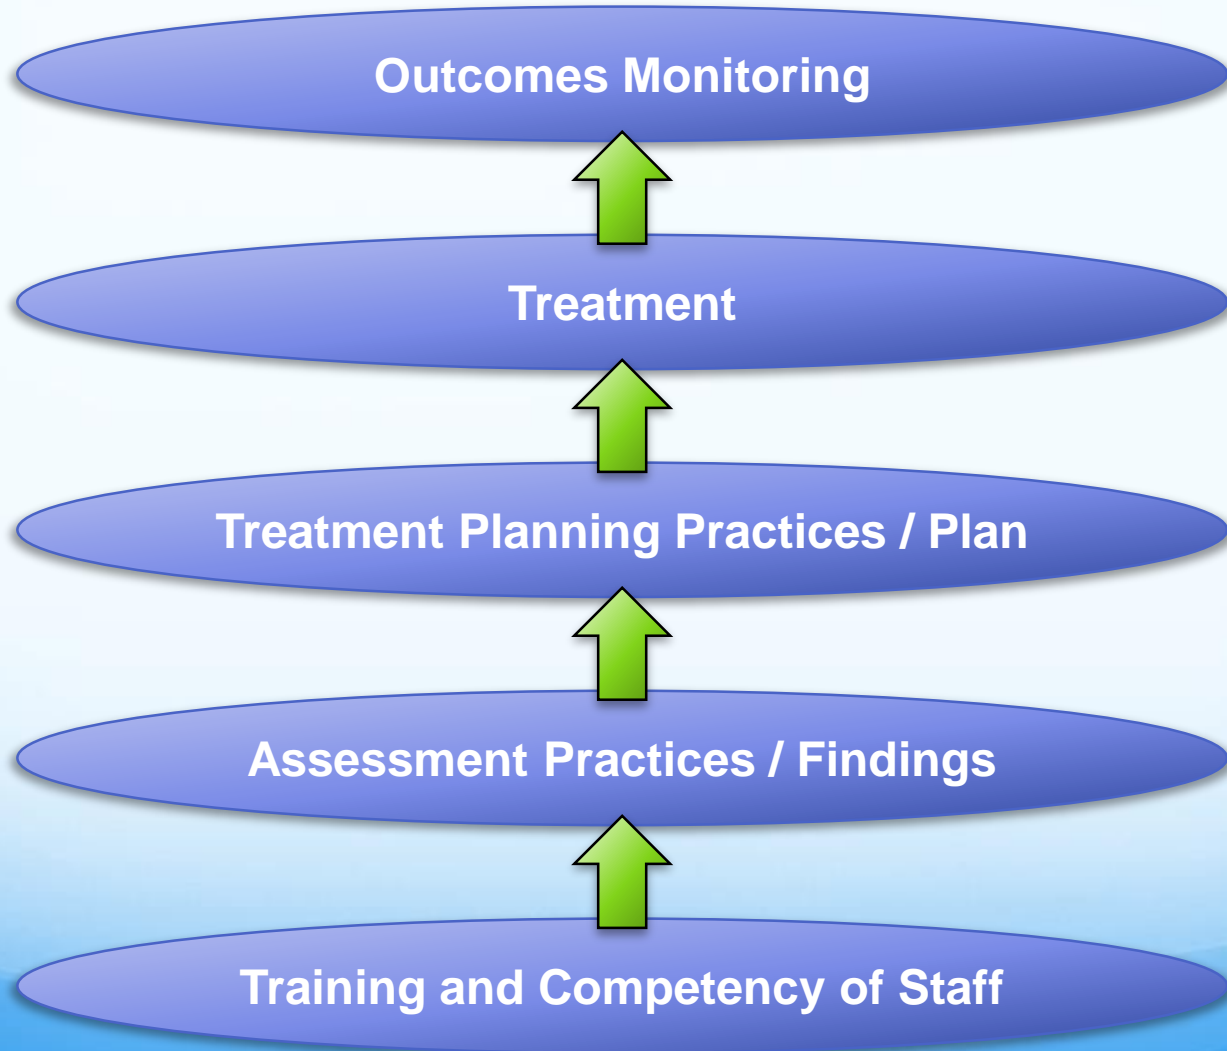 Outcomes Monitoring
Treatment
Treatment Planning Practices / Plan
Assessment Practices / Findings
Training and Competency of Staff